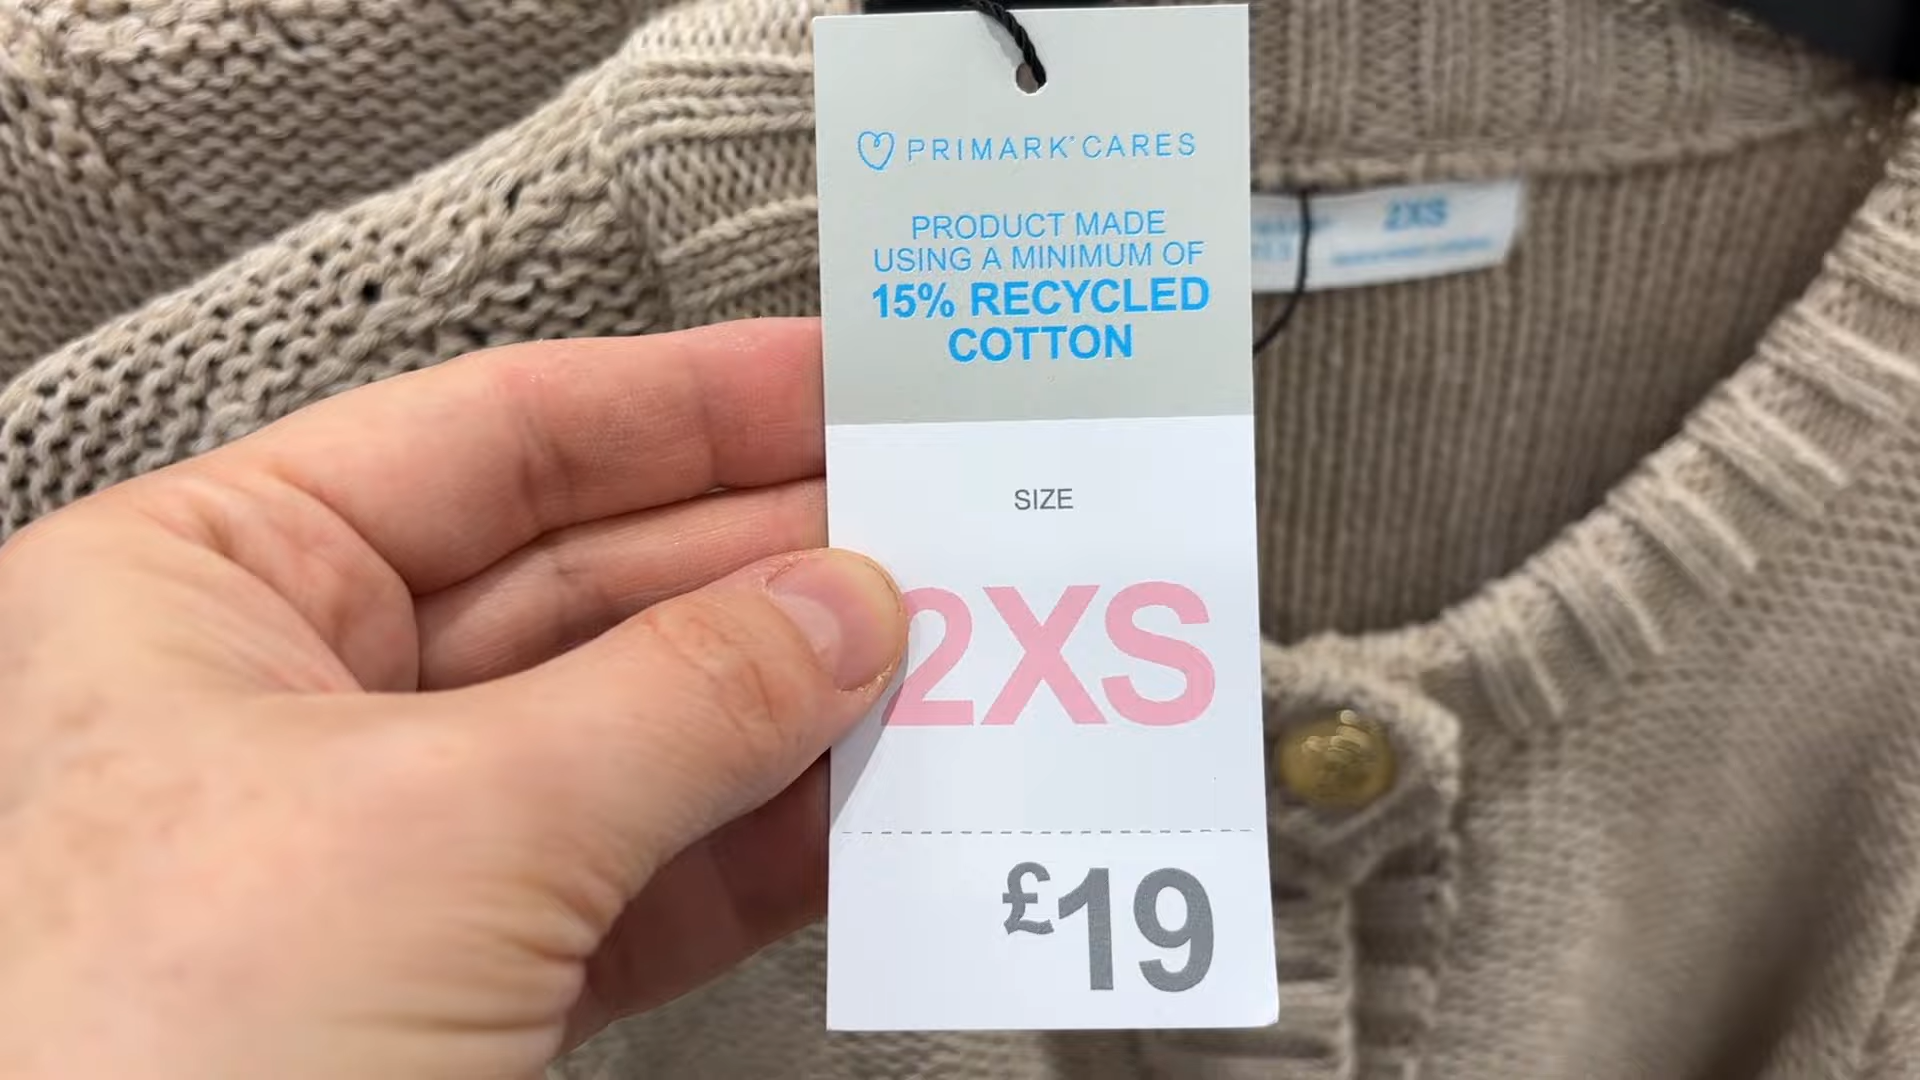 PRIMARK® CARES
PRODUCT MADE
USING A MINIMUM OF
15% RECYCLED
COTTON
SIZE
2XS
£19
2XS